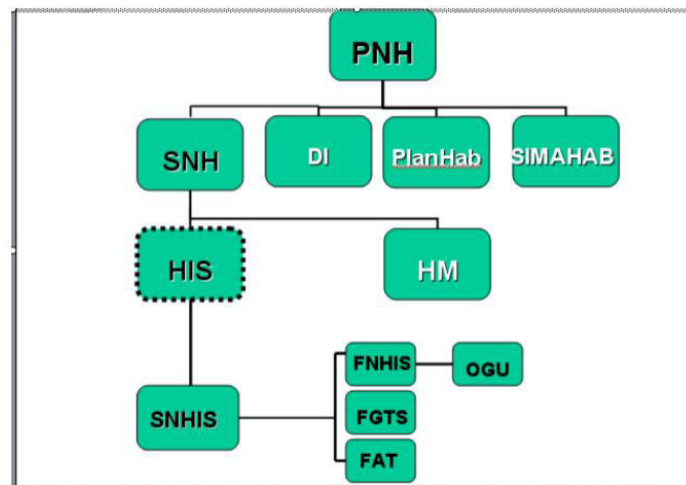 PNH
SNH
DI
PlanHab
SIMAHAB
HIS
HM
SNHIS
FNHIS
OGU
FGTS
FAT